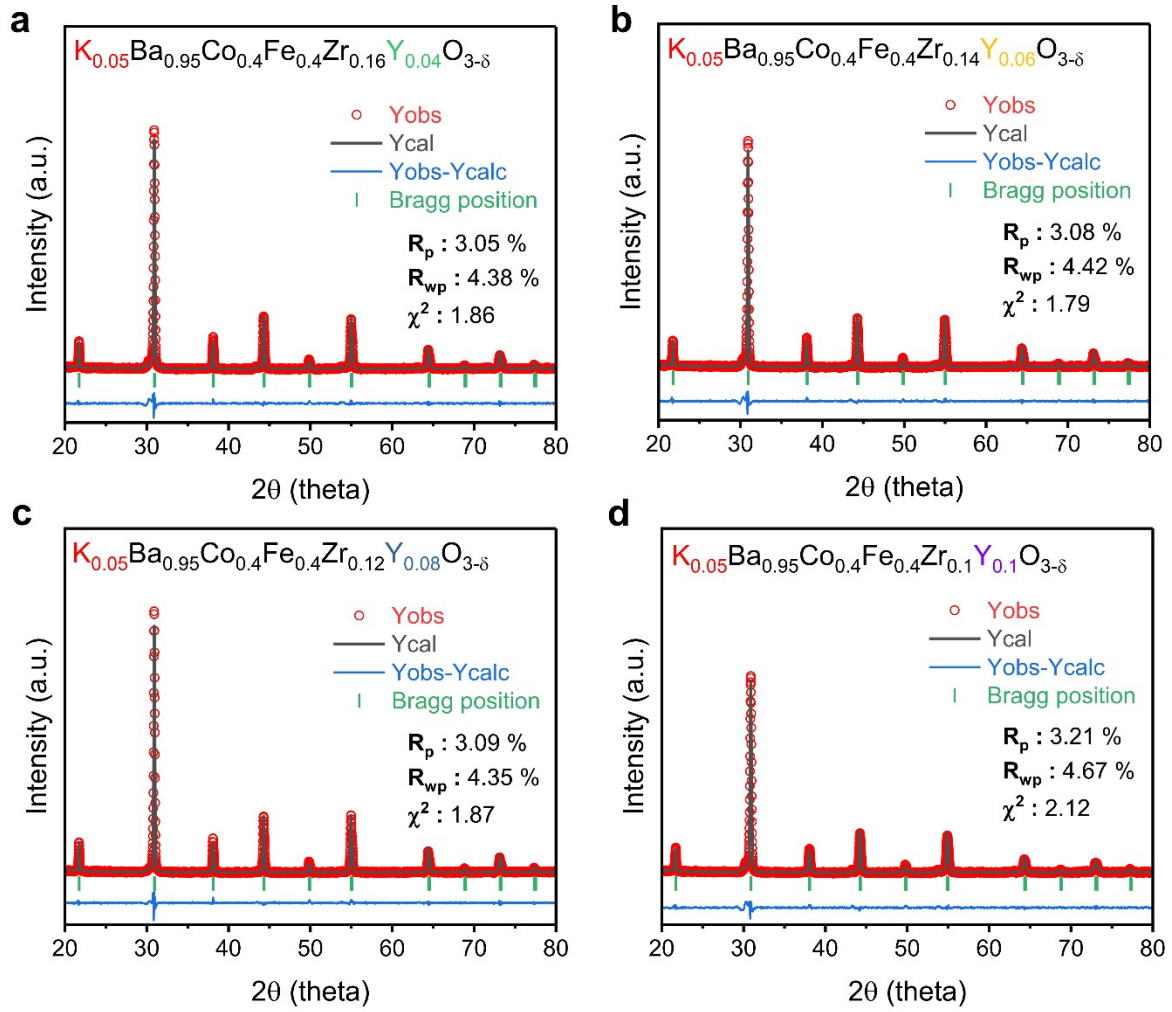 a
K₀.₀₅Ba₀.₉₅Co₀.₄Fe₀.₄Zr₀.₁₆Y₀.₀₄O₃₋δ
Yobs
Ycal
Yobs-Ycalc
Bragg position
Rₚ : 3.05 %
R_wp : 4.38 %
χ² : 1.86
Intensity (a.u.)
20 30 40 50 60 70 80
2θ (theta)
b
K₀.₀₅Ba₀.₉₅Co₀.₄Fe₀.₄Zr₀.₁₄Y₀.₀₆O₃₋δ
Yobs
Ycal
Yobs-Ycalc
Bragg position
Rₚ : 3.08 %
R_wp : 4.42 %
χ² : 1.79
Intensity (a.u.)
20 30 40 50 60 70 80
2θ (theta)
c
K₀.₀₅Ba₀.₉₅Co₀.₄Fe₀.₄Zr₀.₁₂Y₀.₀₈O₃₋δ
Yobs
Ycal
Yobs-Ycalc
Bragg position
Rₚ : 3.09 %
R_wp : 4.35 %
χ² : 1.87
Intensity (a.u.)
20 30 40 50 60 70 80
2θ (theta)
d
K₀.₀₅Ba₀.₉₅Co₀.₄Fe₀.₄Zr₀.₁Y₀.₁O₃₋δ
Yobs
Ycal
Yobs-Ycalc
Bragg position
Rₚ : 3.21 %
R_wp : 4.67 %
χ² : 2.12
Intensity (a.u.)
20 30 40 50 60 70 80
2θ (theta)